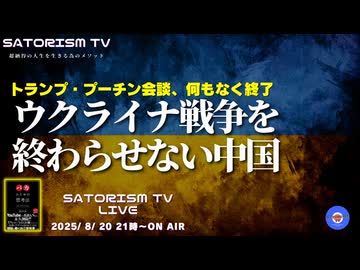 SATORISM TV
超納得の人生を生きる為のメソッド
トランプ・プーチン会談、何もなく終了
ウクライナ戦争を
終わらせない中国
SATORISM TV
LIVE
2025/ 8/ 20 21時〜ON AIR
バカ